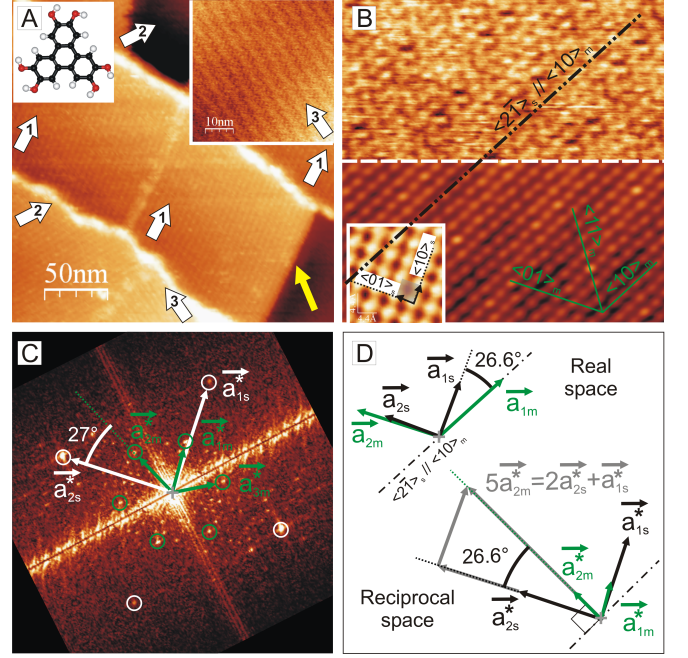 A
2
1
3
10nm
1
1
2
50nm
3
B
<21>s // <10>m
<11>m
<01>m
<10>m
<01>s
<10>s
C
a*1s
27°
a*2m
a*1m
a*2s
a*3m
D
26.6°
Real
space
a1s
a2s
a1m
a2m
<21>s // <10>m
5a*2m=2a*2s+a*1s
a*1s
26.6°
a*2m
Reciprocal
space
a*2s
a*1m